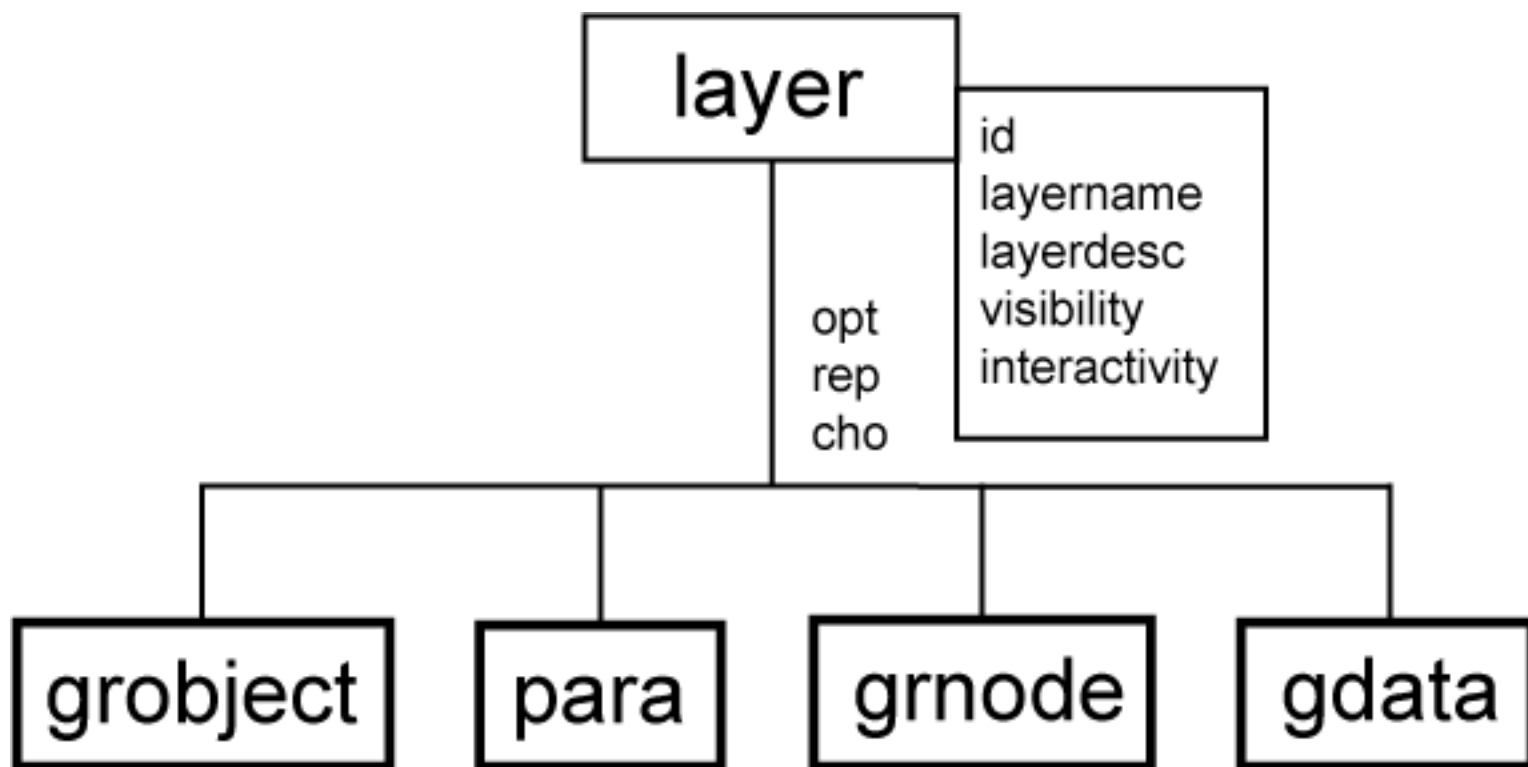 layer
id
layername
layerdesc
visibility
interactivity
opt
rep
cho
grobject
para
grnode
gdata